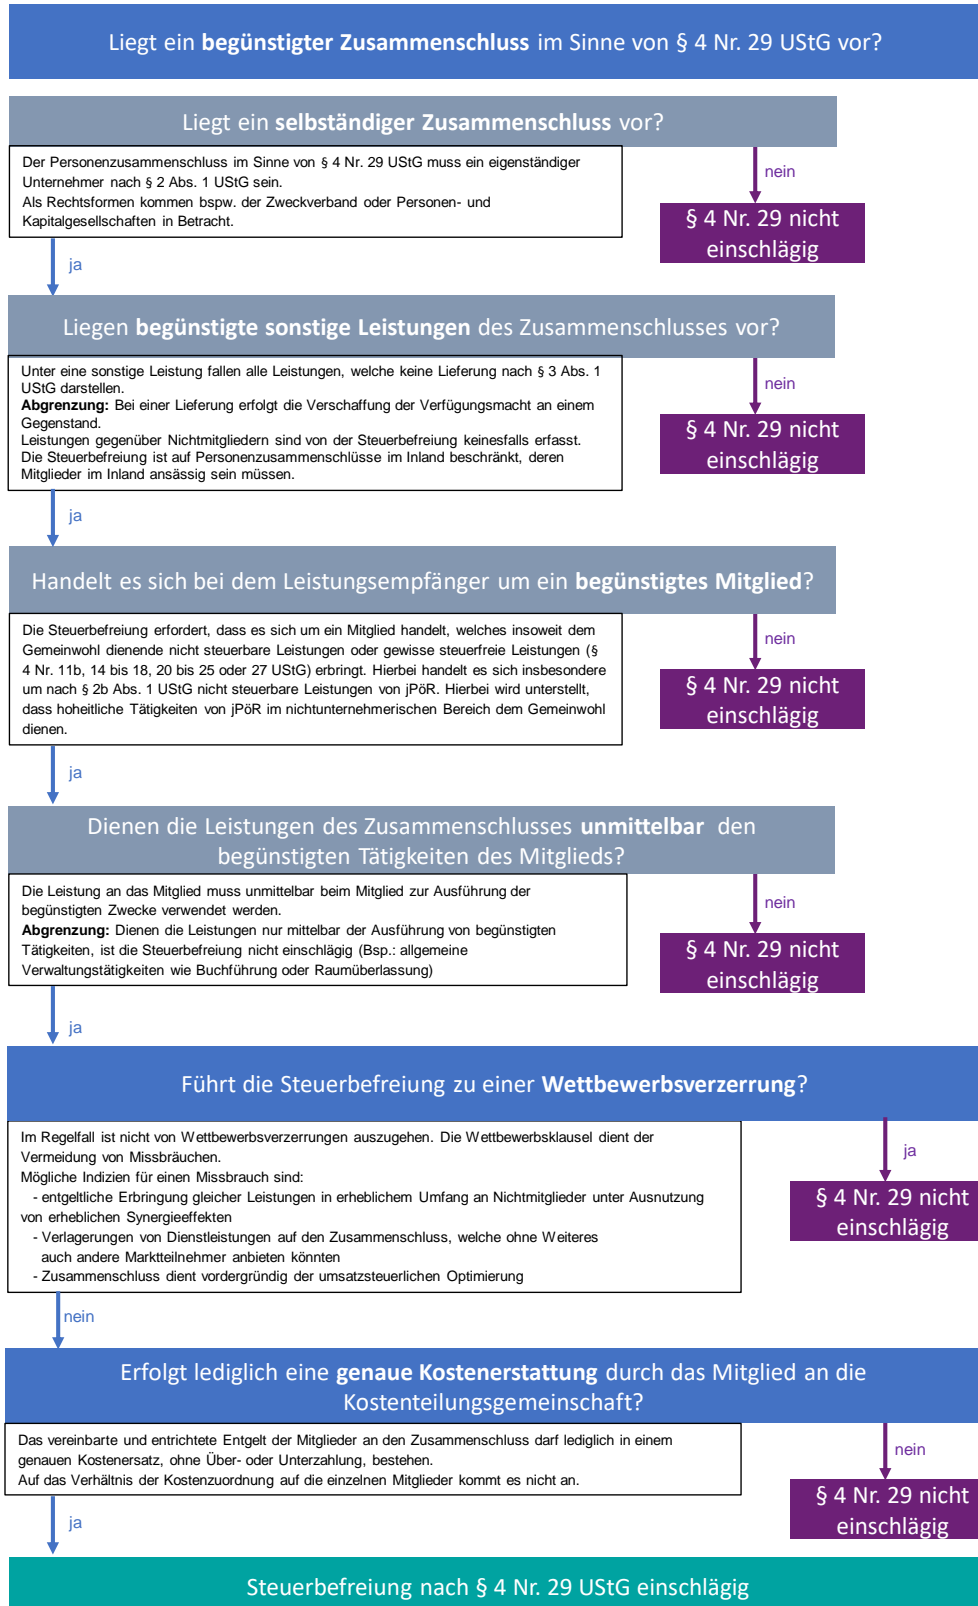 Liegt ein begünstigter Zusammenschluss im Sinne von § 4 Nr. 29 UStG vor?
Liegt ein selbständiger Zusammenschluss vor?
Der Personenzusammenschluss im Sinne von § 4 Nr. 29 UStG muss ein eigenständiger
Unternehmer nach § 2 Abs. 1 UStG sein.
Als Rechtsformen kommen bspw. der Zweckverband oder Personen- und
Kapitalgesellschaften in Betracht.
nein
§ 4 Nr. 29 nicht
einschlägig
ja
Liegen begünstigte sonstige Leistungen des Zusammenschlusses vor?
Unter eine sonstige Leistung fallen alle Leistungen, welche keine Lieferung nach § 3 Abs. 1
UStG darstellen.
Abgrenzung: Bei einer Lieferung erfolgt die Verschaffung der Verfügungsmacht an einem
Gegenstand.
Leistungen gegenüber Nichtmitgliedern sind von der Steuerbefreiung keinesfalls erfasst.
Die Steuerbefreiung ist auf Personenzusammenschlüsse im Inland beschränkt, deren
Mitglieder im Inland ansässig sein müssen.
nein
§ 4 Nr. 29 nicht
einschlägig
ja
Handelt es sich bei dem Leistungsempfänger um ein begünstigtes Mitglied?
Die Steuerbefreiung erfordert, dass es sich um ein Mitglied handelt, welches insoweit dem
Gemeinwohl dienende nicht steuerbare Leistungen oder gewisse steuerfreie Leistungen (§
4 Nr. 11b, 14 bis 18, 20 bis 25 oder 27 UStG) erbringt. Hierbei handelt es sich insbesondere
um nach § 2b Abs. 1 UStG nicht steuerbare Leistungen von jPöR. Hierbei wird unterstellt,
dass hoheitliche Tätigkeiten von jPöR im nichtunternehmerischen Bereich dem Gemeinwohl
dienen.
nein
§ 4 Nr. 29 nicht
einschlägig
ja
Dienen die Leistungen des Zusammenschlusses unmittelbar den
begünstigten Tätigkeiten des Mitglieds?
Die Leistung an das Mitglied muss unmittelbar beim Mitglied zur Ausführung der
begünstigten Zwecke verwendet werden.
Abgrenzung: Dienen die Leistungen nur mittelbar der Ausführung von begünstigten
Tätigkeiten, ist die Steuerbefreiung nicht einschlägig (Bsp.: allgemeine
Verwaltungstätigkeiten wie Buchführung oder Raumüberlassung)
nein
§ 4 Nr. 29 nicht
einschlägig
ja
Führt die Steuerbefreiung zu einer Wettbewerbsverzerrung?
Im Regelfall ist nicht von Wettbewerbsverzerrungen auszugehen. Die Wettbewerbsklausel dient der
Vermeidung von Missbräuchen.
Mögliche Indizien für einen Missbrauch sind:
- entgeltliche Erbringung gleicher Leistungen in erheblichem Umfang an Nichtmitglieder unter Ausnutzung
von erheblichen Synergieeffekten
- Verlagerungen von Dienstleistungen auf den Zusammenschluss, welche ohne Weiteres
auch andere Marktteilnehmer anbieten könnten
- Zusammenschluss dient vordergründig der umsatzsteuerlichen Optimierung
ja
§ 4 Nr. 29 nicht
einschlägig
nein
Erfolgt lediglich eine genaue Kostenerstattung durch das Mitglied an die
Kostenteilungsgemeinschaft?
Das vereinbarte und entrichtete Entgelt der Mitglieder an den Zusammenschluss darf lediglich in einem
genauen Kostenersatz, ohne Über- oder Unterzahlung, bestehen.
Auf das Verhältnis der Kostenzuordnung auf die einzelnen Mitglieder kommt es nicht an.
nein
§ 4 Nr. 29 nicht
einschlägig
ja
Steuerbefreiung nach § 4 Nr. 29 UStG einschlägig